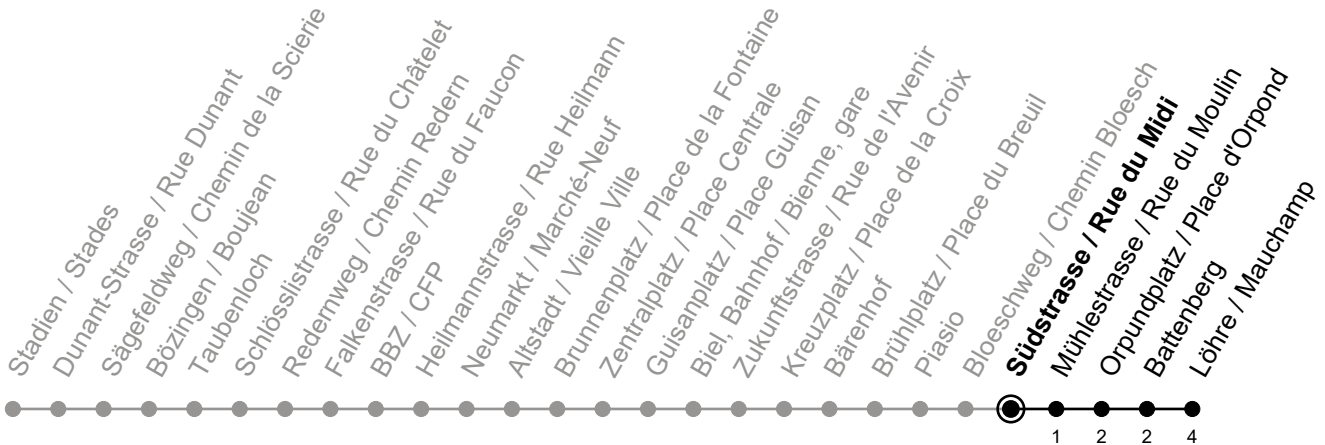 Stadien / Stades
Dunant-Strasse / Rue Dunant
Sägefeldweg / Chemin de la Scierie
Bözingen / Boujean
Taubenloch
Schlösslistrasse / Rue du Châtelet
Redernweg / Chemin Redern
Falkenstrasse / Rue du Faucon
BBZ / CFP
Heilmannstrasse / Rue Heilmann
Neumarkt / Marché-Neuf
Altstadt / Vieille Ville
Brunnenplatz / Place de la Fontaine
Zentralplatz / Place Centrale
Guisanplatz / Place Guisan
Biel, Bahnhof / Bienne, gare
Zukunftstrasse / Rue de l'Avenir
Kreuzplatz / Place de la Croix
Bärenhof
Brühlplatz / Place du Breuil
Piasio
Bloeschweg / Chemin Bloesch
Südstrasse / Rue du Midi
Mühlestrasse / Rue du Moulin
Orpundplatz / Place d'Orpond
Battenberg
Löhre / Mauchamp
1 2 2 4